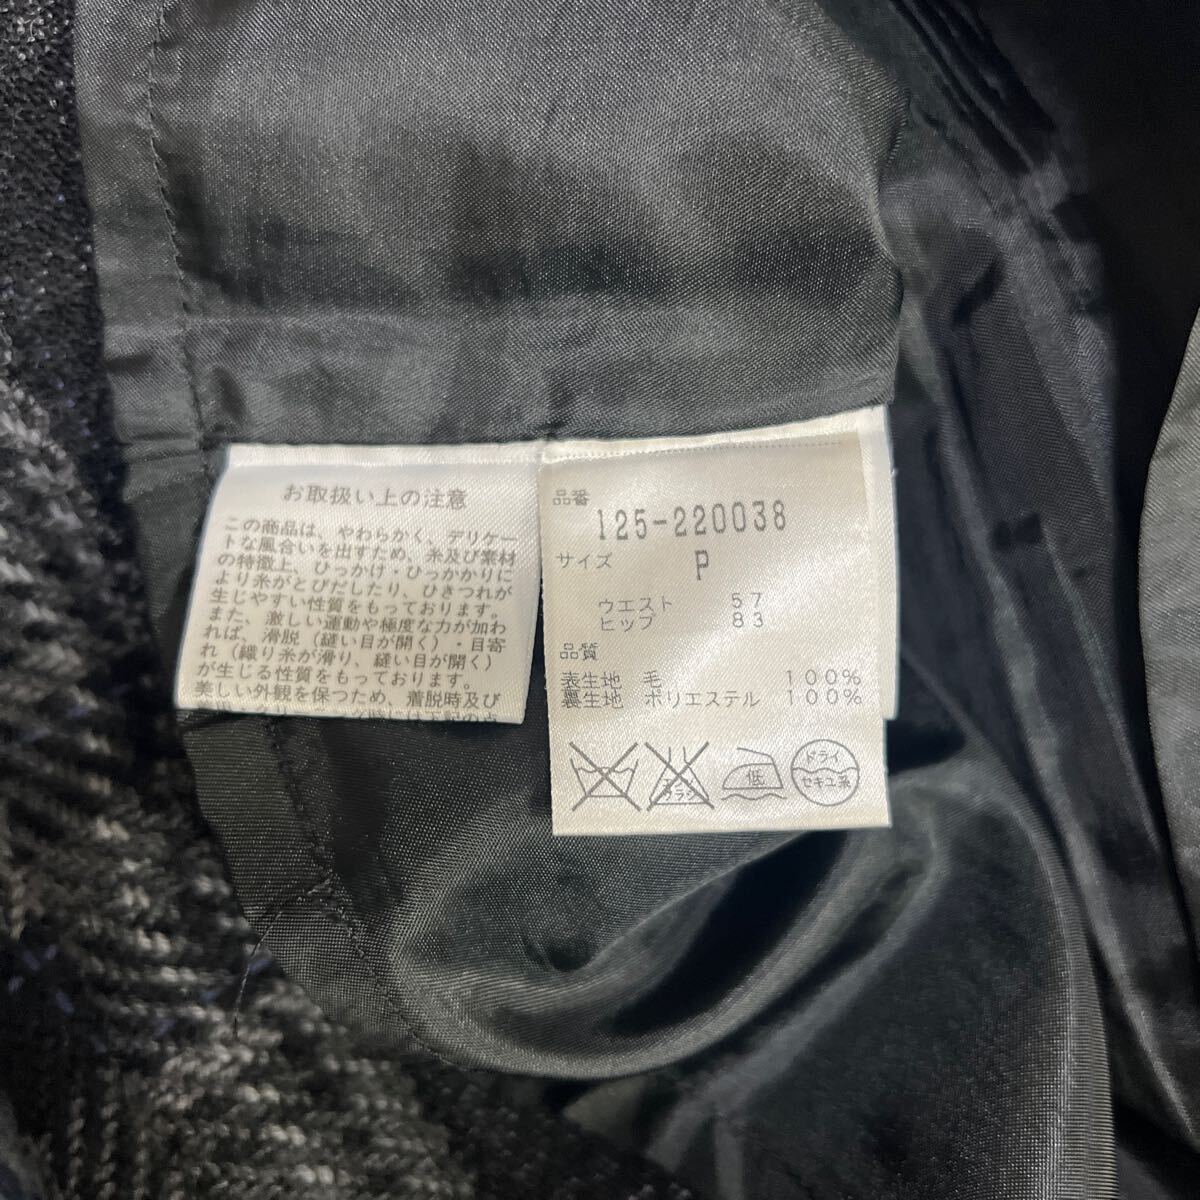 お取扱い上の注意
この商品は、やわらかく、デリケー
トな風合いを出すため、糸及び素材
の特徴上、ひっかけ・ひっかかりに
より糸がとびだしたり、ひきつれが
生じやすい性質をもっております。
また、激しい運動や極度な力が加わ
れば、滑脱（縫い目が開く）・目寄
れ（織り糸が滑り、縫い目が開く）
が生じる性質をもっております。
美しい外観を保つため、着脱時及び
品番
125-220038
サイズ
P
ウエスト 57
ヒップ 83
品質
表生地 毛 100%
裏生地 ポリエステル 100%
エンソサラシ
低
ドライ
セキユ系